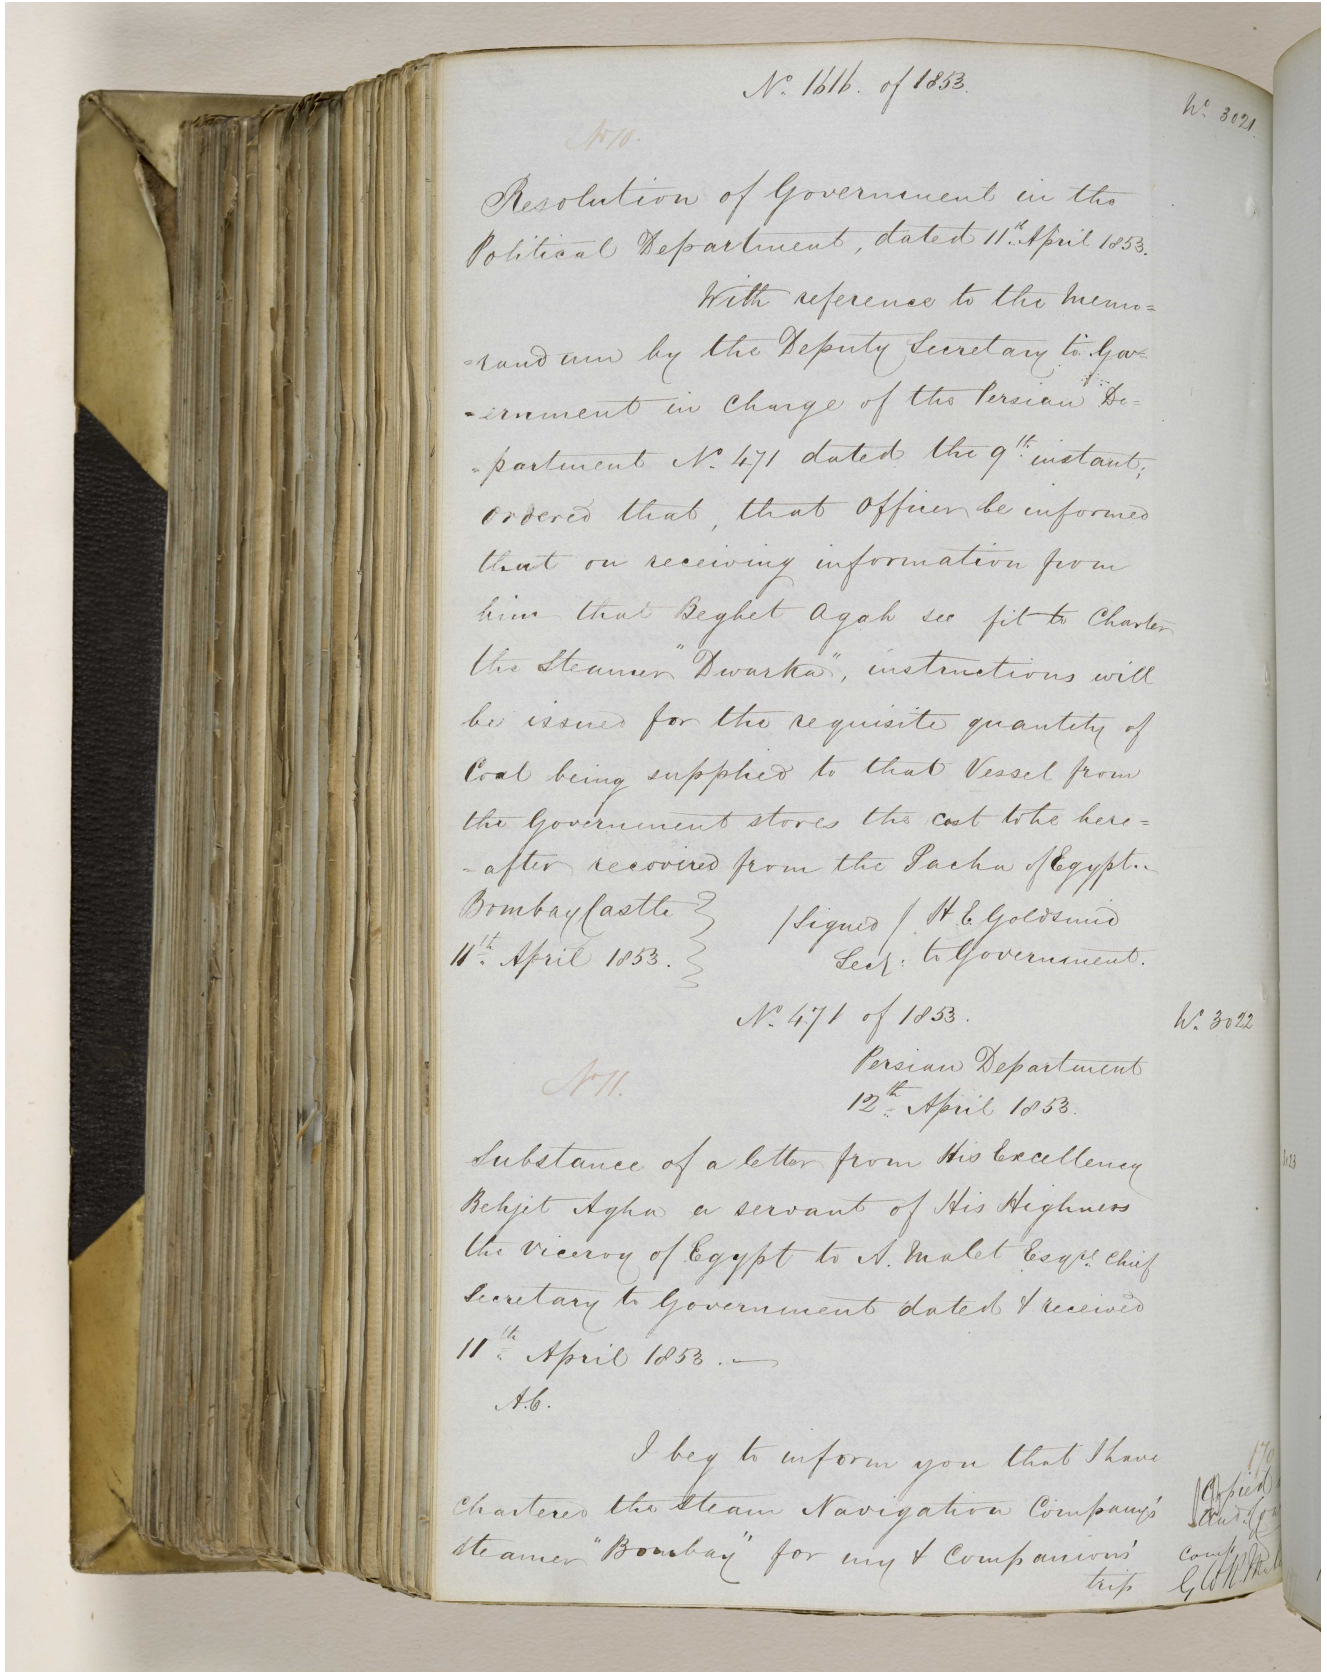 No. 1616. of 1853.
Wo. 3021.
No 10.
Resolution of Government in the
Political Department, dated 11th. April 1853.
With reference to the Memo=
=randum by the Deputy Secretary to Gov=
=ernment in charge of the Persian De=
=partment No. 471 dated the 9th. instant;
ordered that, that Officer be informed
that on receiving information from
him that Beghet Agah see fit to Charter
the Steamer "Dwarka", instructions will
be issued for the requisite quantity of
Coal being supplied to that Vessel from
the Government stores the cost to be here=
=after recovered from the Pacha of Egypt..
Bombay Castle
11th. April 1853.
/Signed/. H. E. Goldsmid
Secy: to Government.
No. 471 of 1853.
Wo. 3022
Persian Department
No 11.
12th. April 1853.
Substance of a letter from His Excellency
Behjet Agha a servant of His Highness
the Viceroy of Egypt to A. Malet Esqre. Chief
Secretary to Government dated & received
11th. April 1853. —
A.C.
I beg to inform you that I have
chartered the Steam Navigation Company's
steamer "Bombay" for my & Companions'
trip
Copied
and
comp